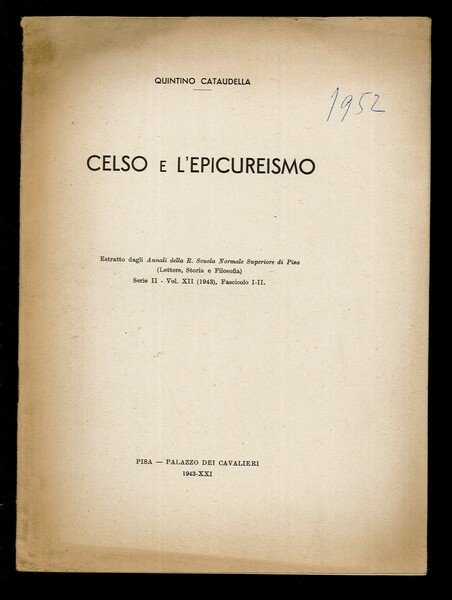 QUINTINO CATAUDELLA
1952
CELSO E L'EPICUREISMO
Estratto dagli Annali della R. Scuola Normale Superiore di Pisa
(Lettere, Storia e Filosofia)
Serie II - Vol. XII (1943), Fascicolo I-II.
PISA — PALAZZO DEI CAVALIERI
1943-XXI